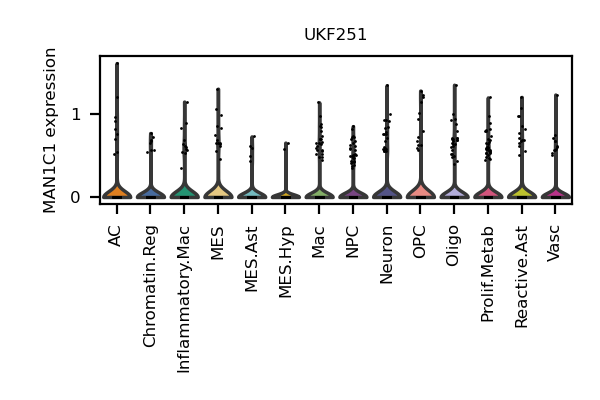 UKF251
MAN1C1 expression
1
0
AC
Chromatin.Reg
Inflammatory.Mac
MES
MES.Ast
MES.Hyp
Mac
NPC
Neuron
OPC
Oligo
Prolif.Metab
Reactive.Ast
Vasc